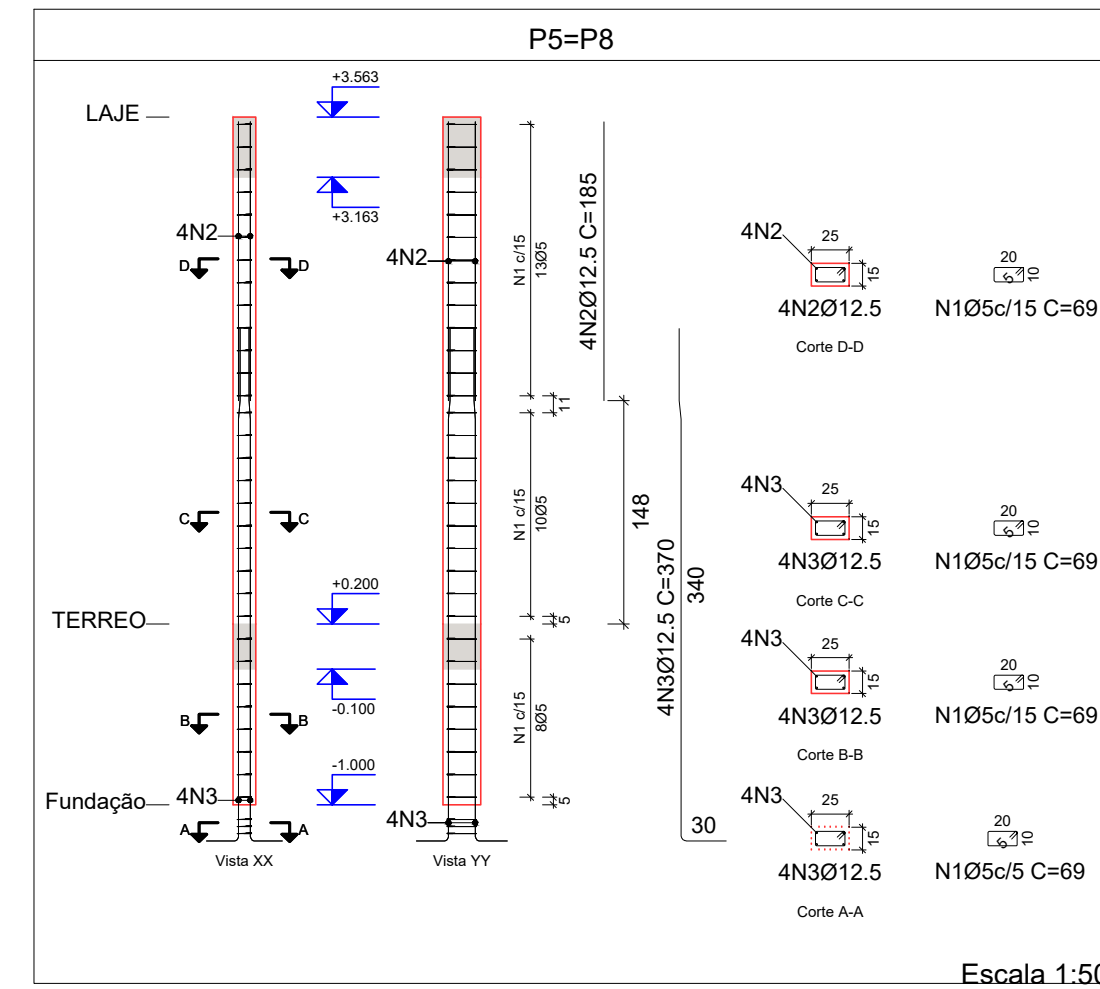 P5=P8
+3.563
LAJE
+3.163
4N2
4N2
D
D
N1 c/15
13Ø5
4N2Ø12.5 C=185
11
C
C
N1 c/15
10Ø5
148
+0.200
TERREO
5
-0.100
B
B
N1 c/15
8Ø5
-1.000
Fundação
4N3
4N3
5
A
A
Vista XX
Vista YY
4N3Ø12.5 C=370
340
30
4N2
25
15
4N2Ø12.5
Corte D-D
20
5
10
N1Ø5c/15 C=69
4N3
25
15
4N3Ø12.5
Corte C-C
20
5
10
N1Ø5c/15 C=69
4N3
25
15
4N3Ø12.5
Corte B-B
20
5
10
N1Ø5c/15 C=69
4N3
25
15
4N3Ø12.5
Corte A-A
20
5
10
N1Ø5c/5 C=69
Escala 1:50